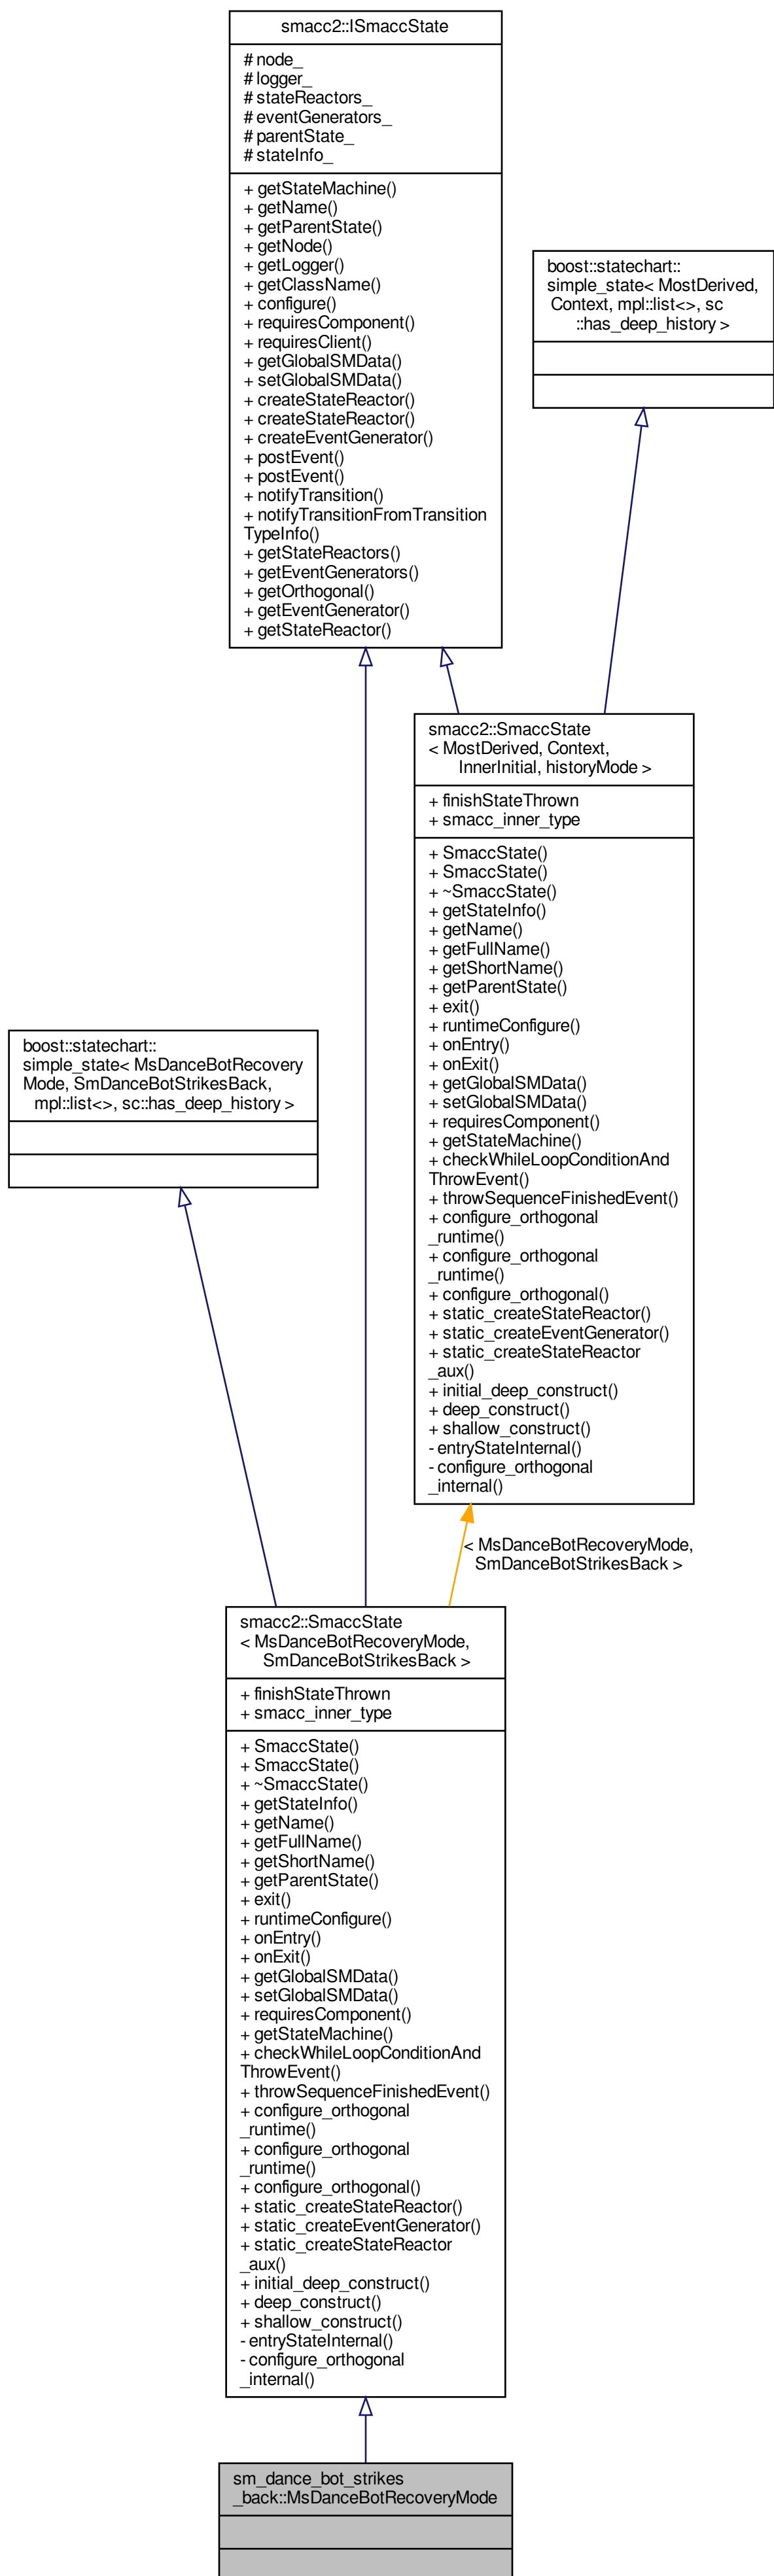 smacc2::ISmaccState
# node_
# logger_
# stateReactors_
# eventGenerators_
# parentState_
# stateInfo_
+ getStateMachine()
+ getName()
+ getParentState()
+ getNode()
+ getLogger()
+ getClassName()
+ configure()
+ requiresComponent()
+ requiresClient()
+ getGlobalSMData()
+ setGlobalSMData()
+ createStateReactor()
+ createStateReactor()
+ createEventGenerator()
+ postEvent()
+ postEvent()
+ notifyTransition()
+ notifyTransitionFromTransition
TypeInfo()
+ getStateReactors()
+ getEventGenerators()
+ getOrthogonal()
+ getEventGenerator()
+ getStateReactor()
boost::statechart::
simple_state< MostDerived,
Context, mpl::list<>, sc
::has_deep_history >
smacc2::SmaccState
< MostDerived, Context,
InnerInitial, historyMode >
+ finishStateThrown
+ smacc_inner_type
+ SmaccState()
+ SmaccState()
+ ~SmaccState()
+ getStateInfo()
+ getName()
+ getFullName()
+ getShortName()
+ getParentState()
+ exit()
+ runtimeConfigure()
+ onEntry()
+ onExit()
+ getGlobalSMData()
+ setGlobalSMData()
+ requiresComponent()
+ getStateMachine()
+ checkWhileLoopConditionAnd
ThrowEvent()
+ throwSequenceFinishedEvent()
+ configure_orthogonal
_runtime()
+ configure_orthogonal
_runtime()
+ configure_orthogonal()
+ static_createStateReactor()
+ static_createEventGenerator()
+ static_createStateReactor
_aux()
+ initial_deep_construct()
+ deep_construct()
+ shallow_construct()
- entryStateInternal()
- configure_orthogonal
_internal()
boost::statechart::
simple_state< MsDanceBotRecovery
Mode, SmDanceBotStrikesBack,
mpl::list<>, sc::has_deep_history >
< MsDanceBotRecoveryMode,
SmDanceBotStrikesBack >
smacc2::SmaccState
< MsDanceBotRecoveryMode,
SmDanceBotStrikesBack >
+ finishStateThrown
+ smacc_inner_type
+ SmaccState()
+ SmaccState()
+ ~SmaccState()
+ getStateInfo()
+ getName()
+ getFullName()
+ getShortName()
+ getParentState()
+ exit()
+ runtimeConfigure()
+ onEntry()
+ onExit()
+ getGlobalSMData()
+ setGlobalSMData()
+ requiresComponent()
+ getStateMachine()
+ checkWhileLoopConditionAnd
ThrowEvent()
+ throwSequenceFinishedEvent()
+ configure_orthogonal
_runtime()
+ configure_orthogonal
_runtime()
+ configure_orthogonal()
+ static_createStateReactor()
+ static_createEventGenerator()
+ static_createStateReactor
_aux()
+ initial_deep_construct()
+ deep_construct()
+ shallow_construct()
- entryStateInternal()
- configure_orthogonal
_internal()
sm_dance_bot_strikes
_back::MsDanceBotRecoveryMode